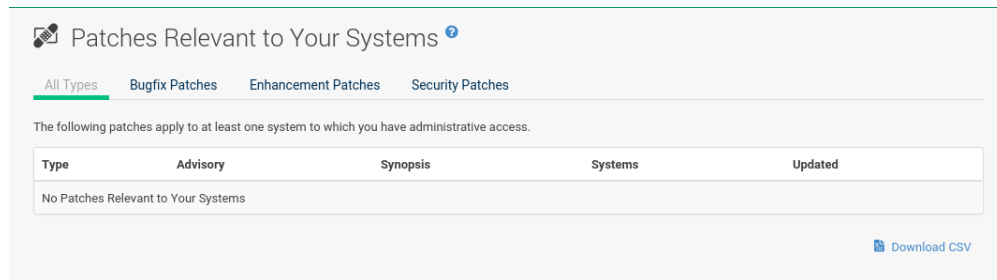 Patches Relevant to Your Systems ?
All Types Bugfix Patches Enhancement Patches Security Patches
The following patches apply to at least one system to which you have administrative access.
Type Advisory Synopsis Systems Updated
No Patches Relevant to Your Systems
Download CSV